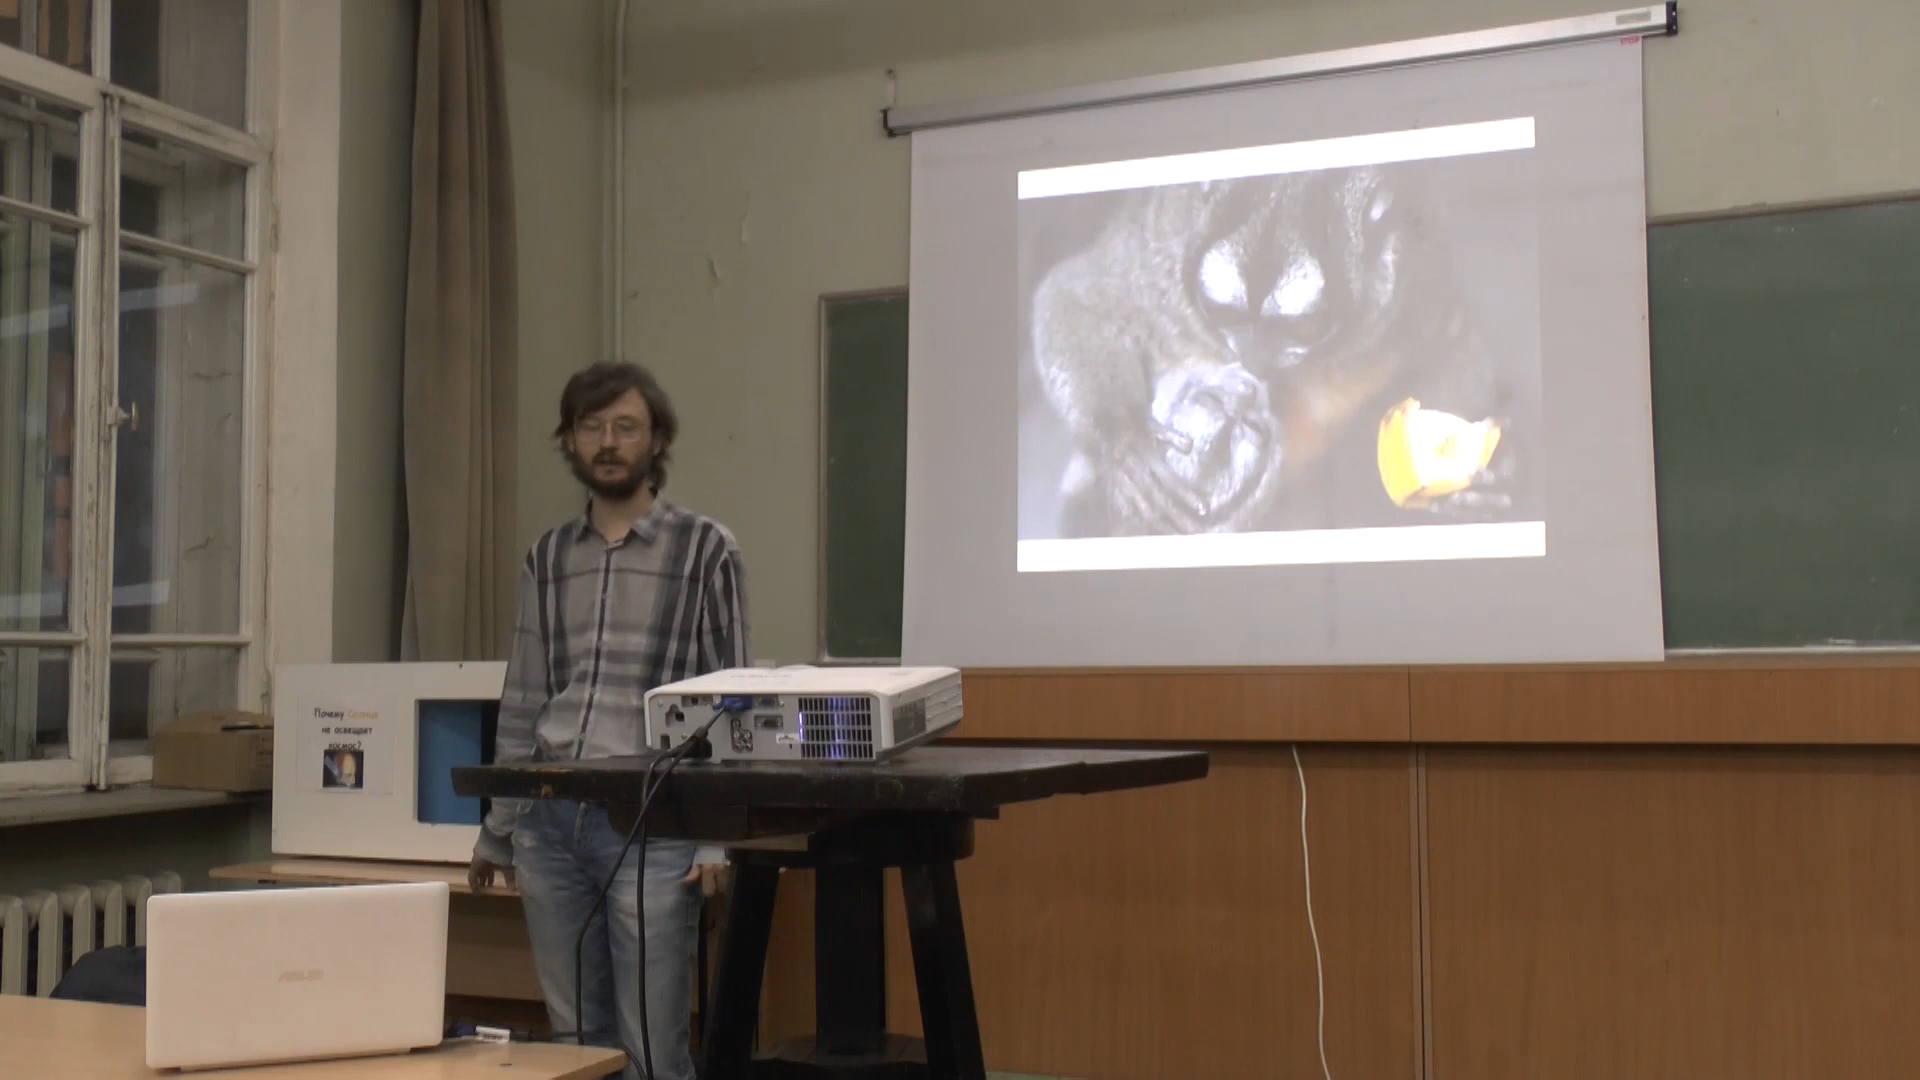 Почему Солнце
не освещает
космос?
ASUS